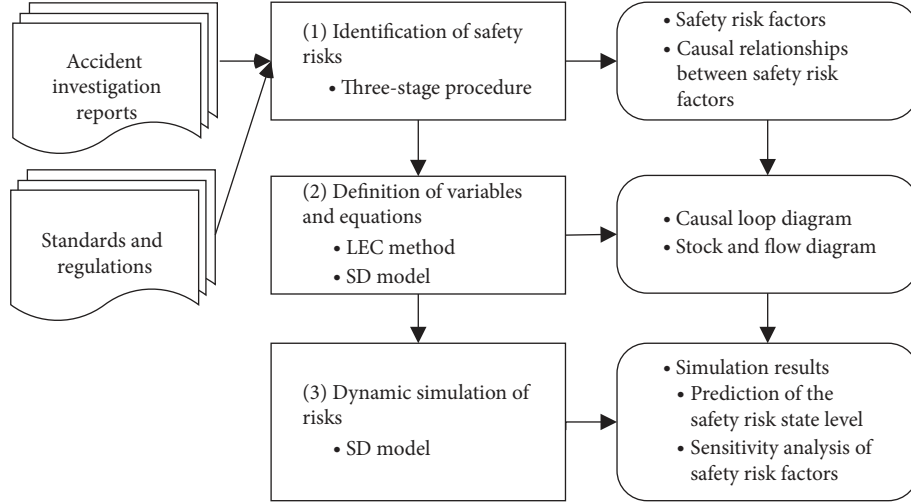 Accident
investigation
reports
Standards and
regulations
(1) Identification of safety
risks
• Three-stage procedure
(2) Definition of variables
and equations
• LEC method
• SD model
(3) Dynamic simulation of
risks
• SD model
• Safety risk factors
• Causal relationships
between safety risk
factors
• Causal loop diagram
• Stock and flow diagram
• Simulation results
• Prediction of the
safety risk state level
• Sensitivity analysis of
safety risk factors